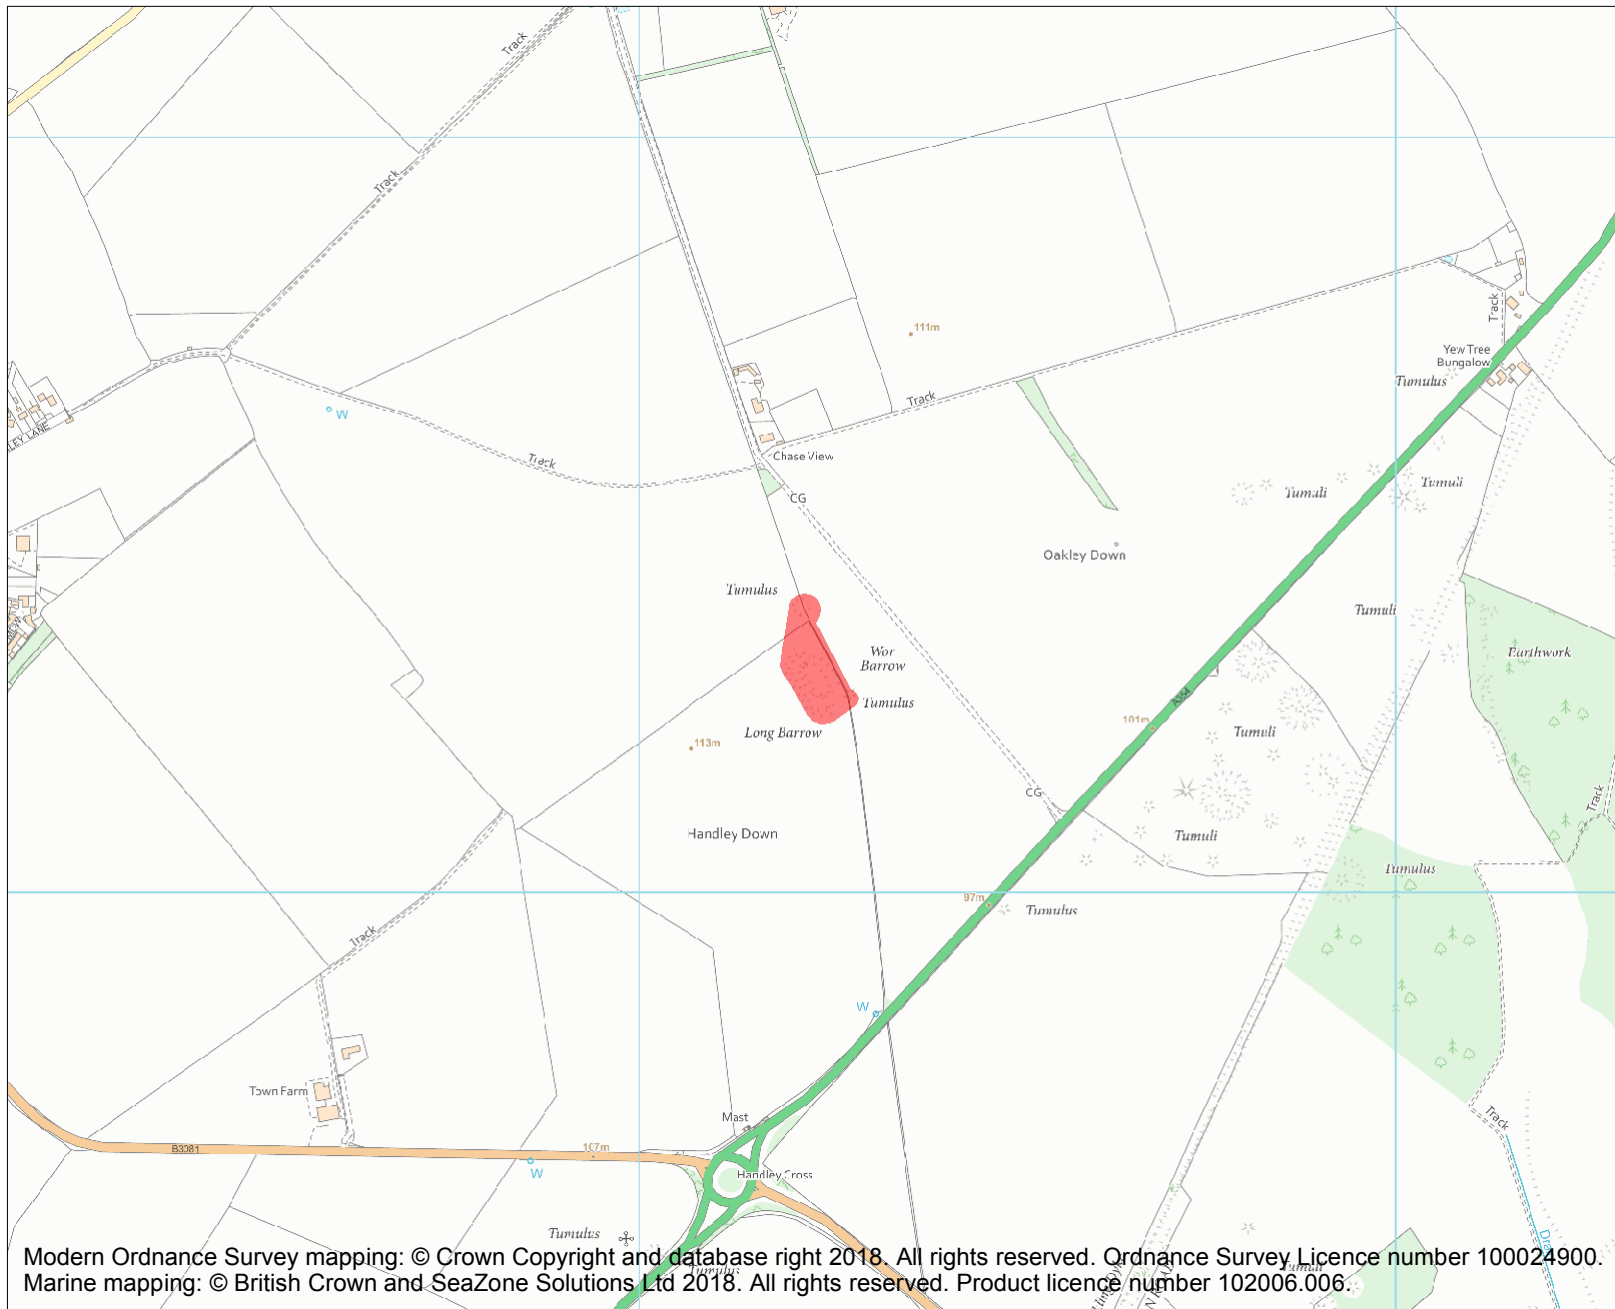 Track
Track
111m
Track
Yew Tree
Bungalow
Tumulus
Track
W
Track
Chase View
CG
Tumuli
Tumuli
Oakley Down
Tumulus
Tumuli
Wor
Barrow
Earthwork
Tumulus
A354
101m
Long Barrow
Tumuli
113m
CG
Track
Handley Down
Tumuli
Tumulus
97m
Tumulus
Track
W
Town Farm
Mast
Track
B3081
107m
W
Handley Cross
Tumulus
Modern Ordnance Survey mapping: © Crown Copyright and database right 2018. All rights reserved. Ordnance Survey Licence number 100024900.
Tumulus
Tumuli
Marine mapping: © British Crown and SeaZone Solutions Ltd 2018. All rights reserved. Product licence number 102006.006.